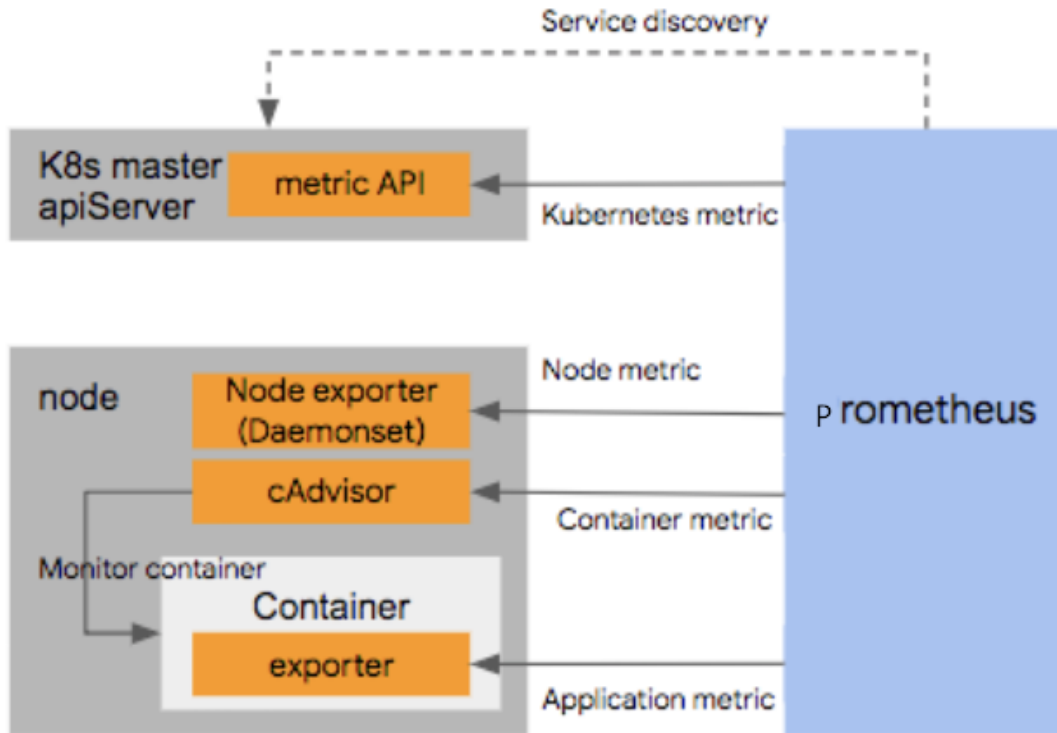 Service discovery
K8s master
apiServer
metric API
Kubernetes metric
node
Node exporter
(Daemonset)
Node metric
P rometheus
cAdvisor
Container metric
Monitor container
Container
exporter
Application metric